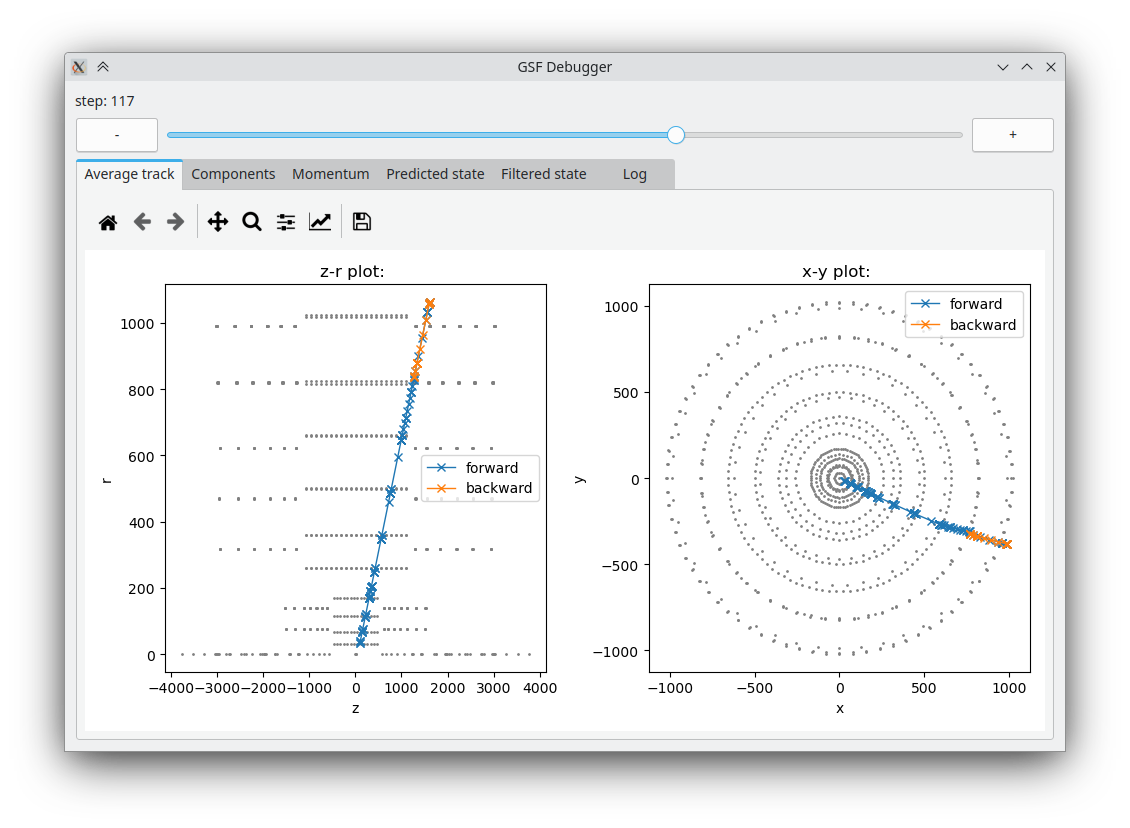 GSF Debugger
step: 117
- +
Average track Components Momentum Predicted state Filtered state Log
z-r plot:
1000
800
600
400
200
0
r
forward
backward
−4000 −3000 −2000 −1000 0 1000 2000 3000 4000
z
x-y plot:
1000
500
0
−500
−1000
y
forward
backward
−1000 −500 0 500 1000
x